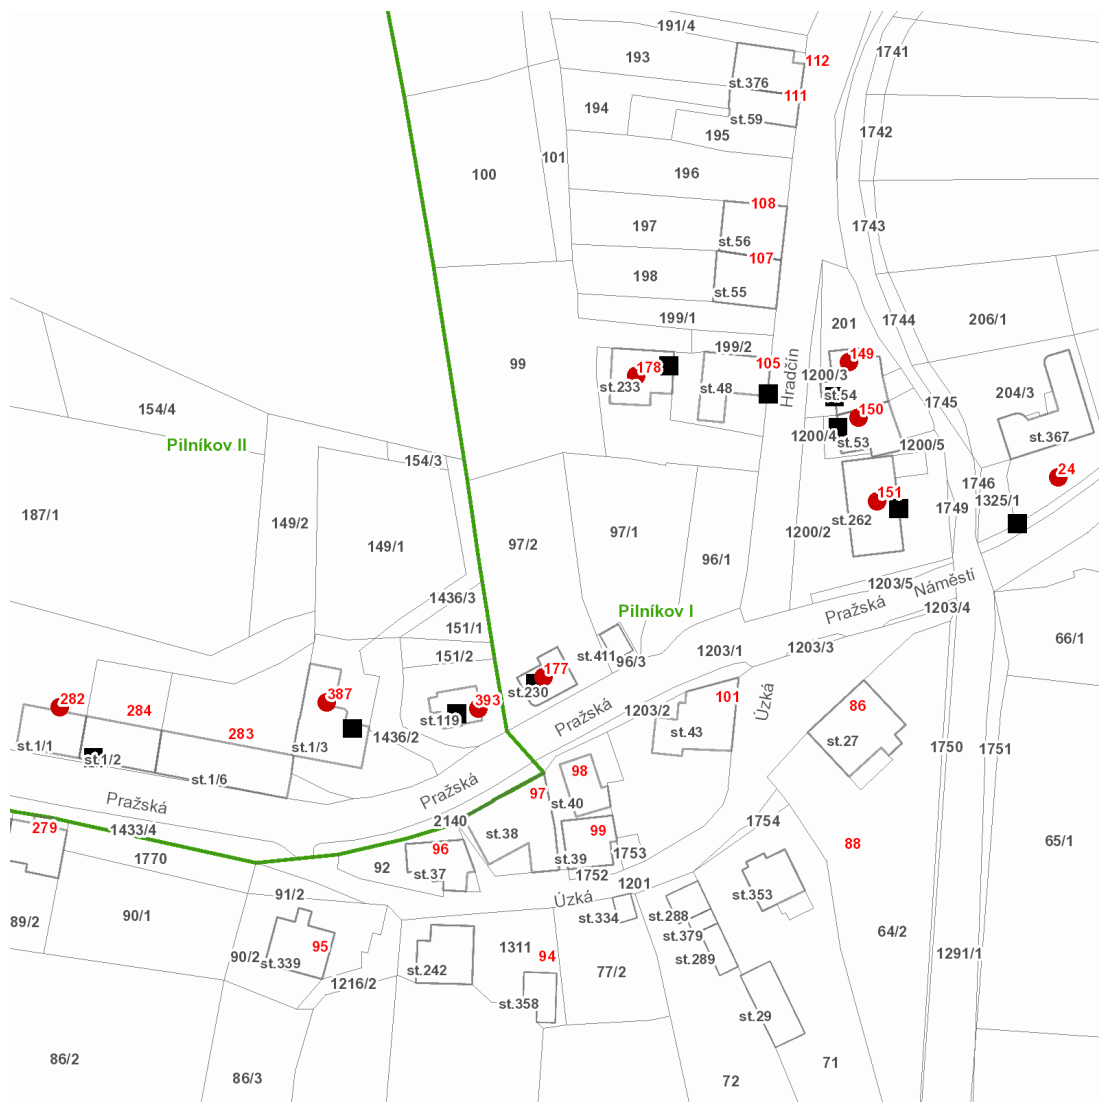 191/4
1741
193
112
st.376
111
194
st.59
195
1742
101
100
196
108
197
1743
st.56
107
198
st.55
199/1
1744
206/1
201
199/2
149
99
105
178
1200/3
st.233
st.48
Hradčín
st.54
204/3
1745
154/4
150
1200/4
st.53
1200/5
st.367
Pilníkov II
154/3
24
1746
151
1325/1
187/1
149/2
st.262
1749
97/1
1200/2
97/2
149/1
96/1
1203/5
Náměstí
1436/3
Pražská
1203/4
Pilníkov I
151/1
66/1
1203/1
1203/3
151/2
st.411
96/3
177
st.230
282
387
393
101
Úzká
86
284
st.119
1203/2
Pražská
283
st.43
1436/2
st.27
st.1/1
st.1/3
1750
1751
st.1/2
98
st.1/6
Pražská
97
Pražská
st.40
2140
1754
279
1433/4
99
st.38
88
65/1
96
1770
1753
st.39
92
st.37
1752
1201
91/2
st.353
Úzká
90/1
st.288
st.334
89/2
64/2
st.379
95
1311
94
1291/1
90/2
st.339
st.289
st.242
77/2
1216/2
st.358
st.29
86/2
71
86/3
72